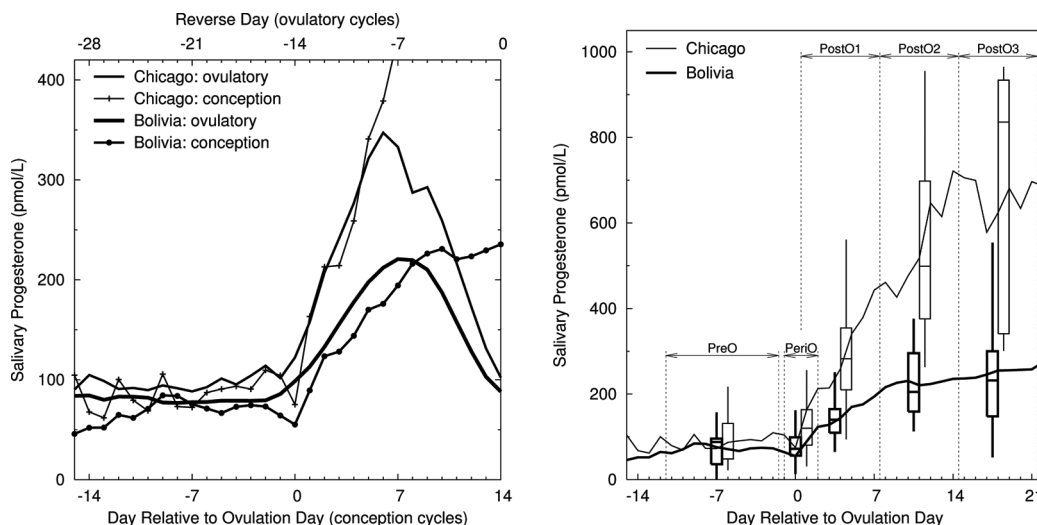 Reverse Day (ovulatory cycles)
-28 -21 -14 -7 0
400
300
200
100
0
Salivary Progesterone (pmol/L)
Chicago: ovulatory
Chicago: conception
Bolivia: ovulatory
Bolivia: conception
-14 -7 0 7 14
Day Relative to Ovulation Day (conception cycles)
1000
800
600
400
200
0
Salivary Progesterone (pmol/L)
Chicago
Bolivia
PostO1 PostO2 PostO3
PreO PeriO
-14 -7 0 7 14 21
Day Relative to Ovulation Day